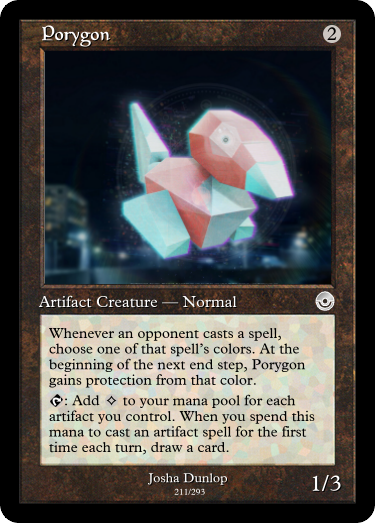 Porygon 2
Artifact Creature — Normal
Whenever an opponent casts a spell,
choose one of that spell's colors. At the
beginning of the next end step, Porygon
gains protection from that color.
: Add to your mana pool for each
artifact you control. When you spend this
mana to cast an artifact spell for the first
time each turn, draw a card.
Josha Dunlop
211/293
1/3